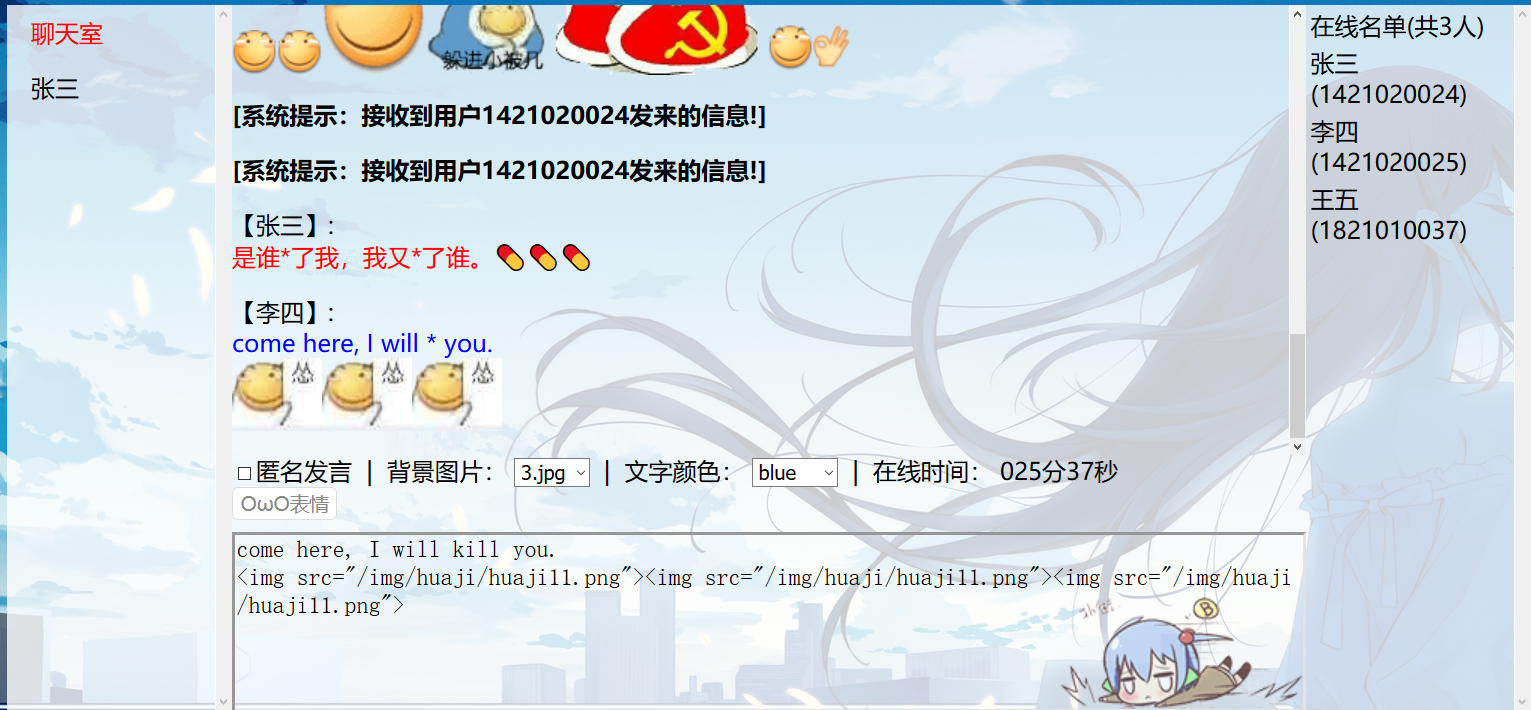 聊天室
张三
躲进小被几
[系统提示：接收到用户1421020024发来的信息!]
[系统提示：接收到用户1421020024发来的信息!]
【张三】:
是谁*了我，我又*了谁。
【李四】:
come here, I will * you.
怂 怂 怂
匿名发言 | 背景图片： 3.jpg | 文字颜色： blue | 在线时间： 025分37秒
OωO表情
come here, I will kill you.
<img src="/img/huaji/huaji11.png"><img src="/img/huaji/huaji11.png"><img src="/img/huaji
/huaji11.png">
B
在线名单(共3人)
张三
(1421020024)
李四
(1421020025)
王五
(1821010037)